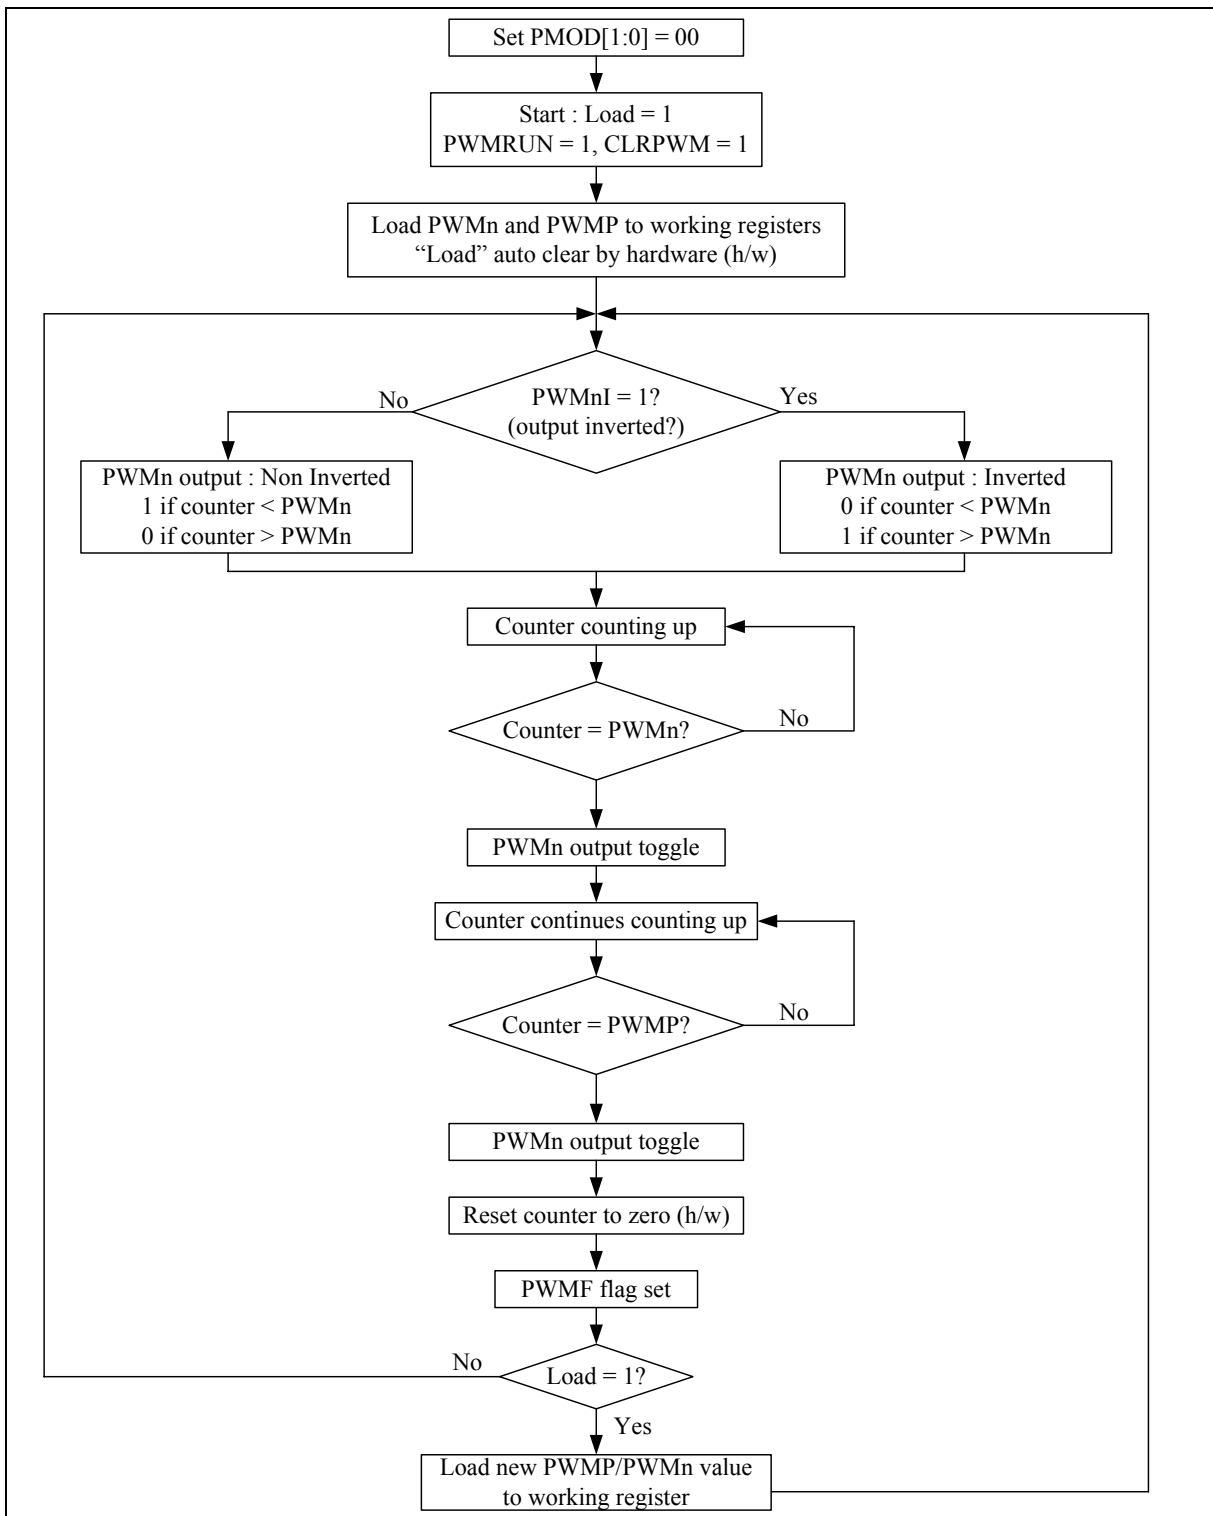 Set PMOD[1:0] = 00
Start : Load = 1
PWMRUN = 1, CLRPWM = 1
Load PWMn and PWMP to working registers
“Load” auto clear by hardware (h/w)
No
PWMnI = 1?
(output inverted?)
Yes
PWMn output : Non Inverted
1 if counter < PWMn
0 if counter > PWMn
PWMn output : Inverted
0 if counter < PWMn
1 if counter > PWMn
Counter counting up
Counter = PWMn?
No
PWMn output toggle
Counter continues counting up
Counter = PWMP?
No
PWMn output toggle
Reset counter to zero (h/w)
PWMF flag set
No
Load = 1?
Yes
Load new PWMP/PWMn value
to working register